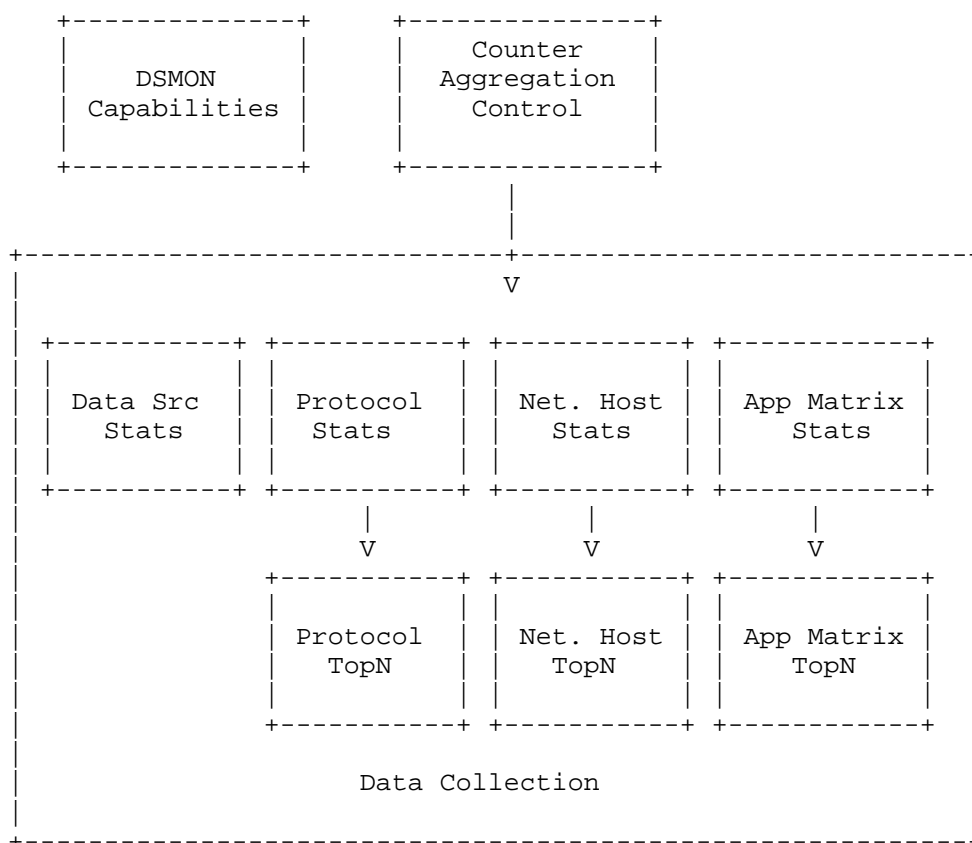 Counter
DSMON Aggregation
Capabilities Control
V
Data Src Protocol Net. Host App Matrix
Stats Stats Stats Stats
V V V
Protocol Net. Host App Matrix
TopN TopN TopN
Data Collection